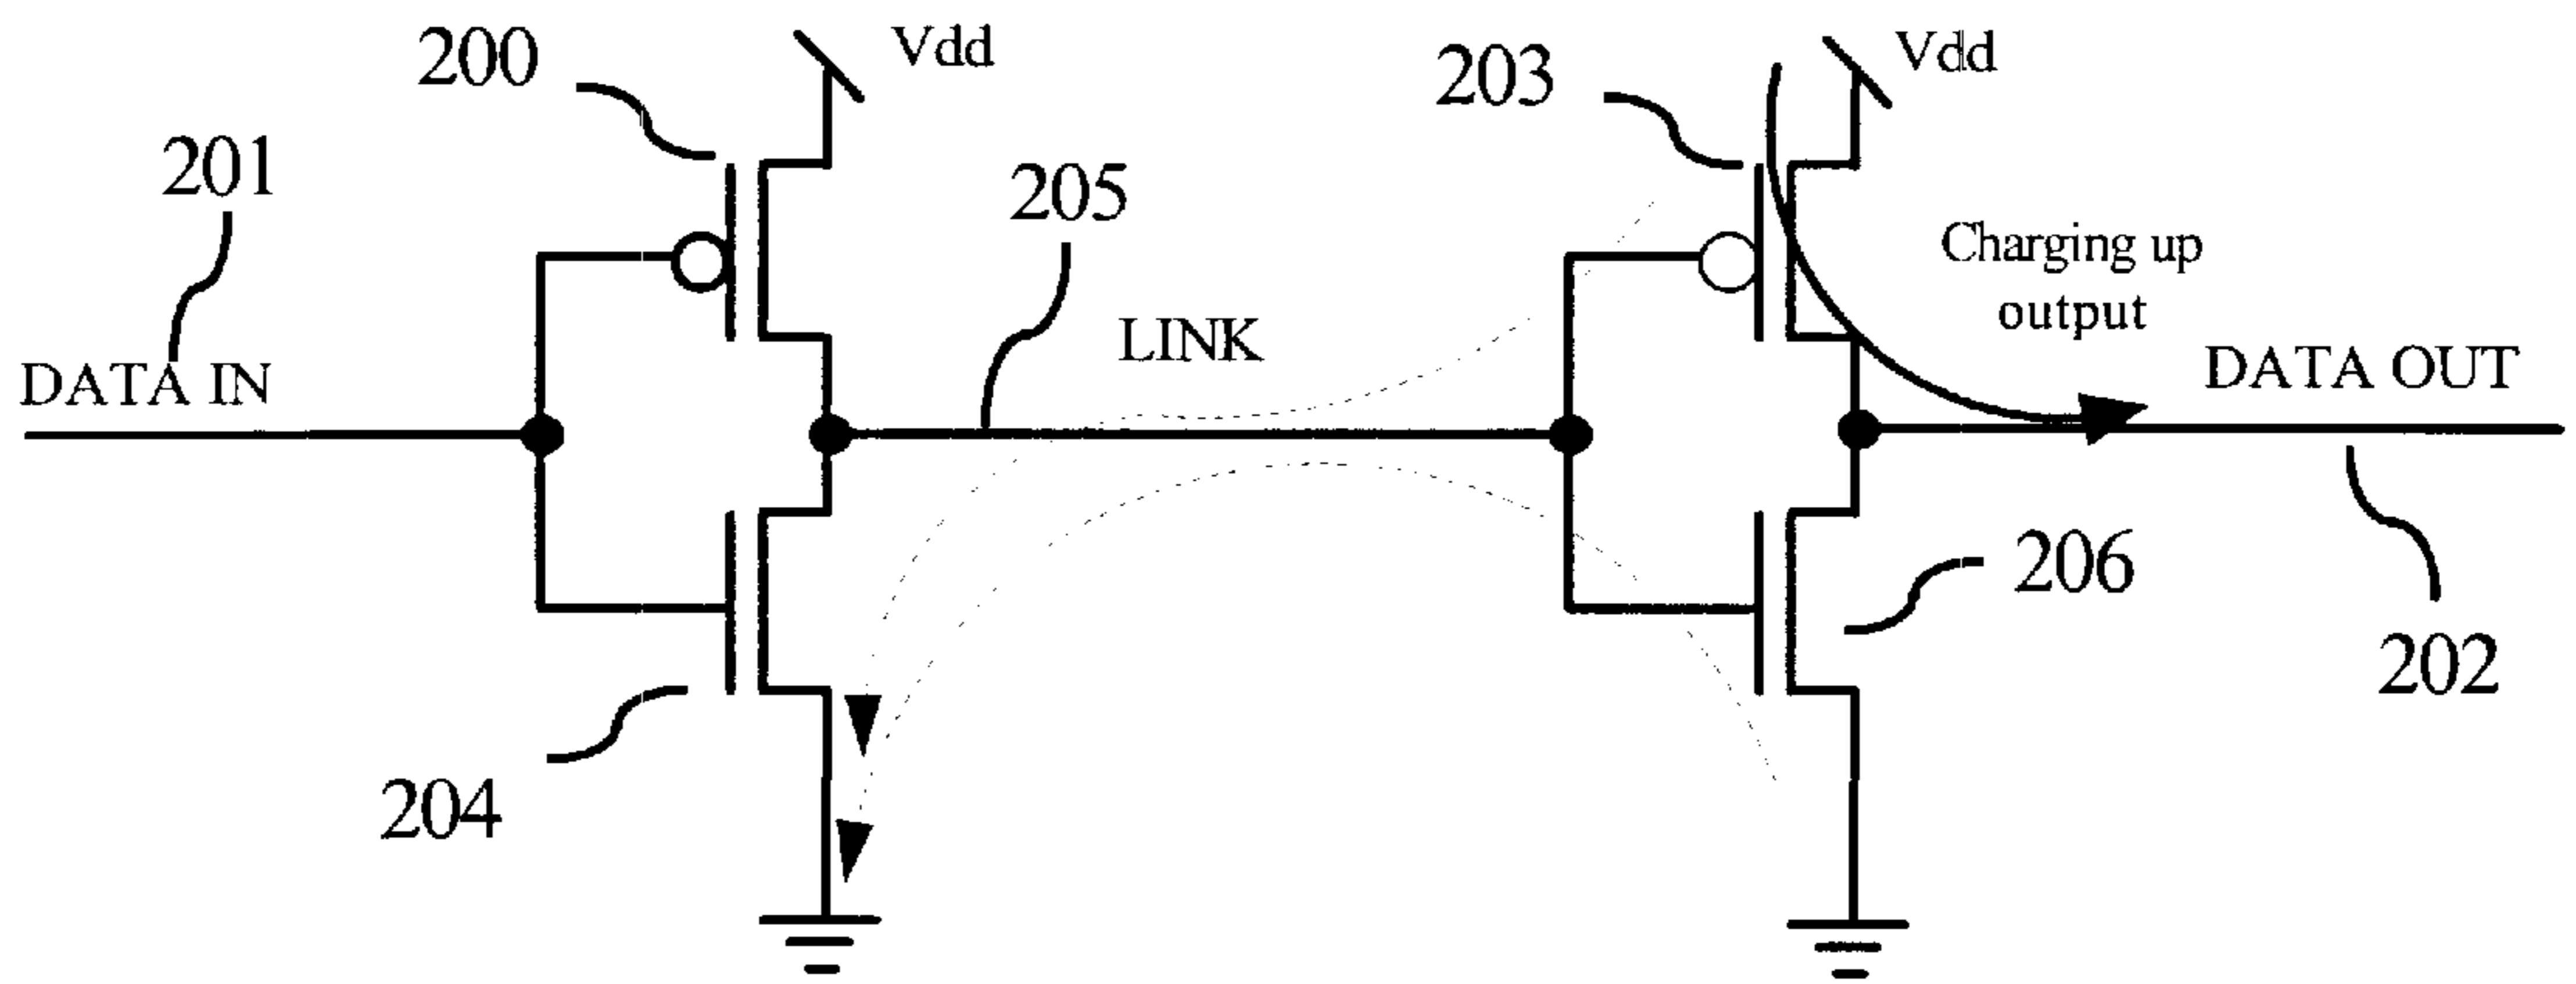 200
Vdd
203
Vdd
201
205
Charging up
output
LINK
DATA IN
DATA OUT
206
204
202